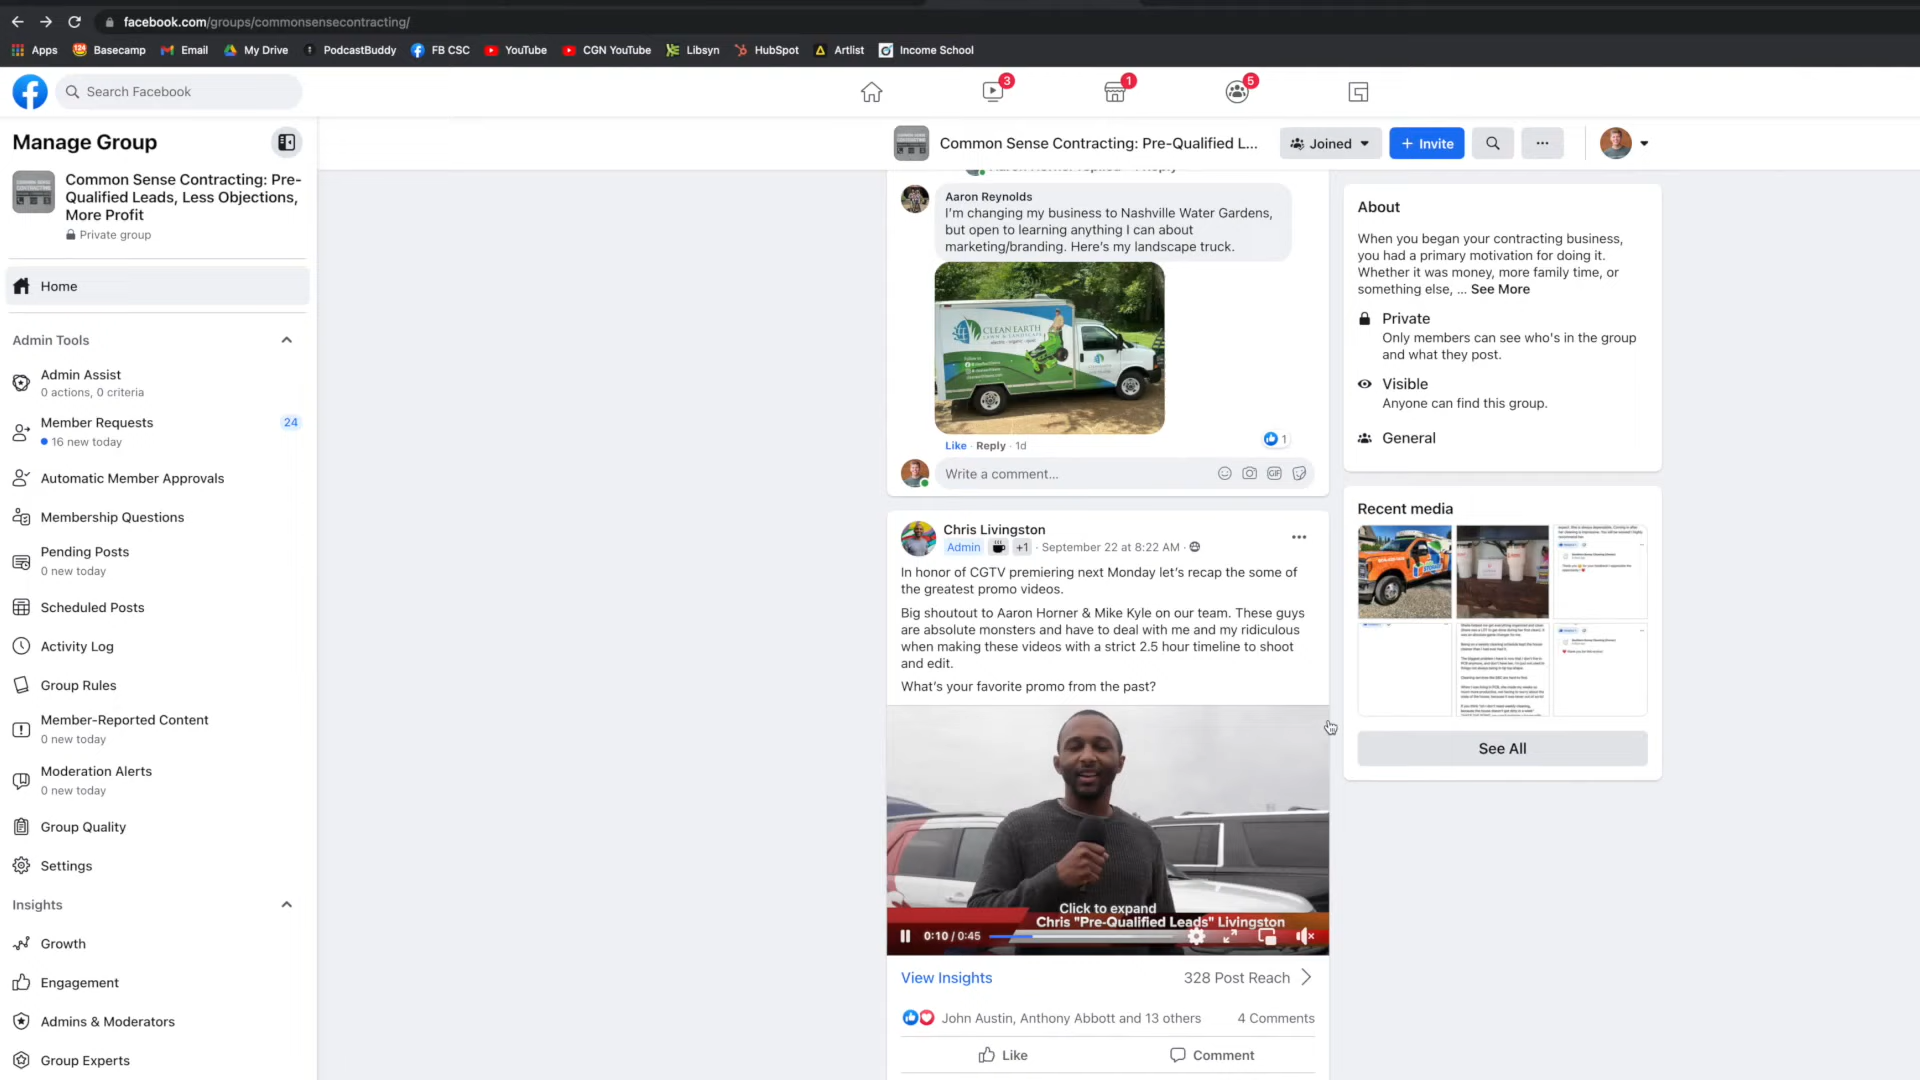 facebook.com/groups/commonsensecontracting/
Apps Basecamp Email My Drive PodcastBuddy FB CSC YouTube CGN YouTube Libsyn HubSpot Artlist Income School
Search Facebook
3
1
5
Manage Group
Common Sense Contracting: Pre-
Qualified Leads, Less Objections,
More Profit
Private group
Home
Admin Tools
Admin Assist
0 actions, 0 criteria
Member Requests
24
16 new today
Automatic Member Approvals
Membership Questions
Pending Posts
0 new today
Scheduled Posts
Activity Log
Group Rules
Member-Reported Content
0 new today
Moderation Alerts
0 new today
Group Quality
Settings
Insights
Growth
Engagement
Admins & Moderators
Group Experts
Common Sense Contracting: Pre-Qualified L...
Joined
+ Invite
Aaron Reynolds
I'm changing my business to Nashville Water Gardens,
but open to learning anything I can about
marketing/branding. Here's my landscape truck.
CLEAN EARTH
Like · Reply · 1d
1
Write a comment...
GIF
Chris Livingston
Admin +1 · September 22 at 8:22 AM ·
In honor of CGTV premiering next Monday let's recap the some of
the greatest promo videos.
Big shoutout to Aaron Horner & Mike Kyle on our team. These guys
are absolute monsters and have to deal with me and my ridiculous
when making these videos with a strict 2.5 hour timeline to shoot
and edit.
What's your favorite promo from the past?
Click to expand
Chris "Pre-Qualified Leads" Livingston
0:10 / 0:45
View Insights
328 Post Reach
John Austin, Anthony Abbott and 13 others
4 Comments
Like
Comment
About
When you began your contracting business,
you had a primary motivation for doing it.
Whether it was money, more family time, or
something else, ... See More
Private
Only members can see who's in the group
and what they post.
Visible
Anyone can find this group.
General
Recent media
See All